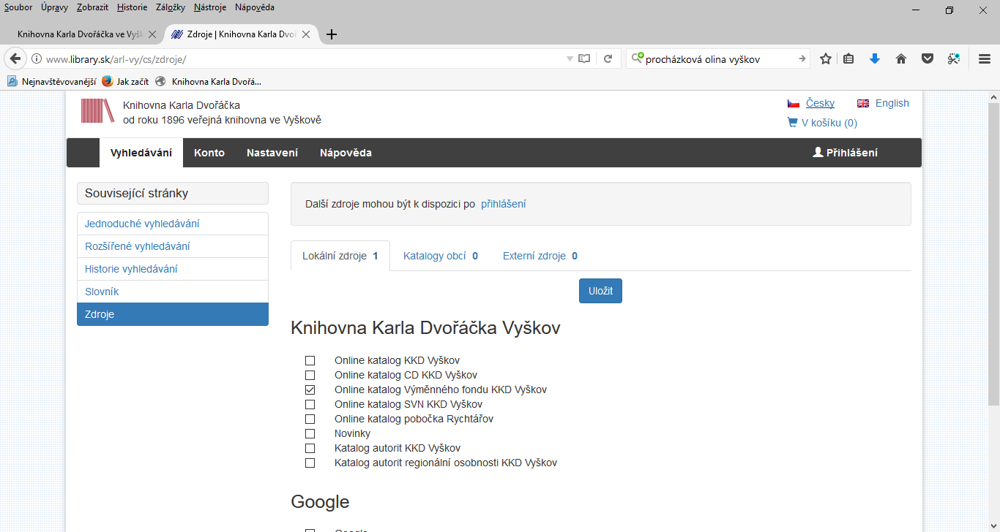 Soubor Úpravy Zobrazit Historie Záložky Nástroje Nápověda
Knihovna Karla Dvořáčka ve Vyšk
Zdroje | Knihovna Karla Dvoř
www.library.sk/arl-vy/cs/zdroje/
procházková olina vyškov
Nejnavštěvovanější Jak začít Knihovna Karla Dvořá...
Knihovna Karla Dvořáčka
od roku 1896 veřejná knihovna ve Vyškově
Česky English
V košíku (0)
Vyhledávání Konto Nastavení Nápověda Přihlášení
Související stránky
Jednoduché vyhledávání
Rozšířené vyhledávání
Historie vyhledávání
Slovník
Zdroje
Další zdroje mohou být k dispozici po přihlášení
Lokální zdroje 1 Katalogy obcí 0 Externí zdroje 0
Uložit
Knihovna Karla Dvořáčka Vyškov
Online katalog KKD Vyškov
Online katalog CD KKD Vyškov
Online katalog Výměnného fondu KKD Vyškov
Online katalog SVN KKD Vyškov
Online katalog pobočka Rychtářov
Novinky
Katalog autorit KKD Vyškov
Katalog autorit regionální osobnosti KKD Vyškov
Google